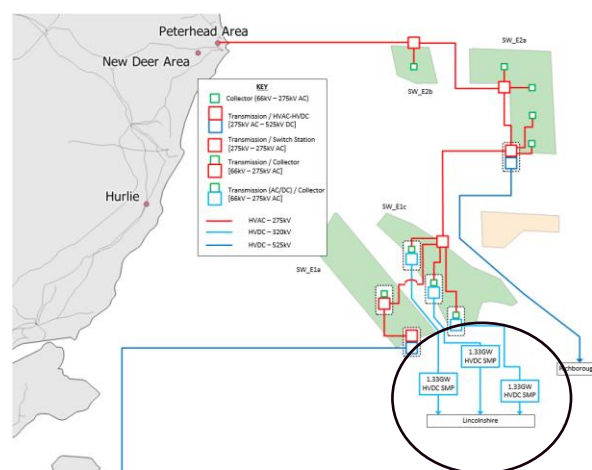 Peterhead Area
New Deer Area
Hurlie
KEY
Collector (66kV – 275kV AC)
Transmission / HVAC-HVDC
[275kV AC – 525kV DC]
Transmission / Switch Station
[275kV – 275kV AC]
Transmission / Collector
[66kV - 275kV AC]
Transmission (AC/DC) / Collector
[66kV - 275kV AC]
HVAC – 275kV
HVDC – 320kV
HVDC – 525kV
SW_E2b
SW_E2a
SW_E1c
SW_E1a
1.33GW
HVDC SMP
1.33GW
HVDC SMP
1.33GW
HVDC SMP
Lincolnshire
Richborough